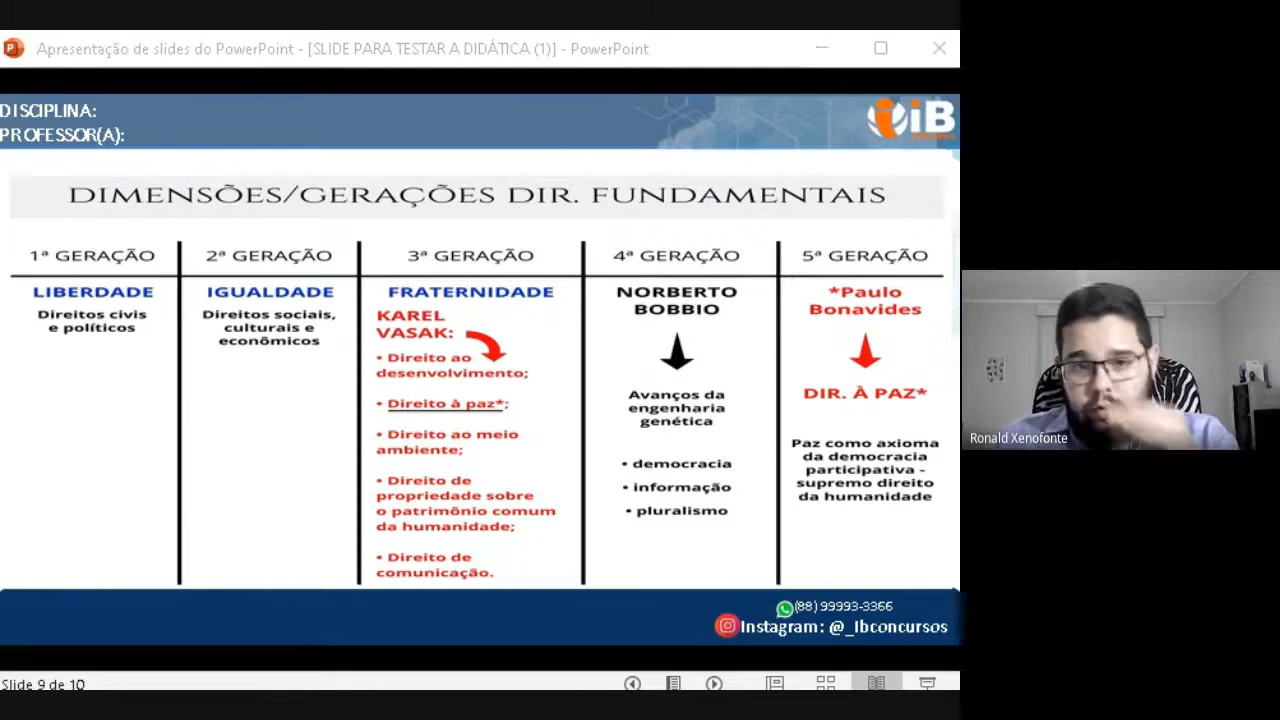 Apresentação de slides do PowerPoint - [SLIDE PARA TESTAR A DIDÁTICA (1)] - PowerPoint
DISCIPLINA:
PROFESSOR(A):
iB
DIMENSÕES/GERAÇÕES DIR. FUNDAMENTAIS
1ª GERAÇÃO
LIBERDADE
Direitos civis
e políticos
2ª GERAÇÃO
IGUALDADE
Direitos sociais,
culturais e
econômicos
3ª GERAÇÃO
FRATERNIDADE
KAREL
VASAK:
• Direito ao
desenvolvimento;
• Direito à paz*;
• Direito ao meio
ambiente;
• Direito de
propriedade sobre
o patrimônio comum
da humanidade;
• Direito de
comunicação.
4ª GERAÇÃO
NORBERTO
BOBBIO
Avanços da
engenharia
genética
• democracia
• informação
• pluralismo
5ª GERAÇÃO
*Paulo
Bonavides
DIR. À PAZ*
Paz como axioma
da democracia
participativa -
supremo direito
da humanidade
(88) 99993-3366
Instagram: @_Ibconcursos
Slide 9 de 10
Ronald Xenofonte